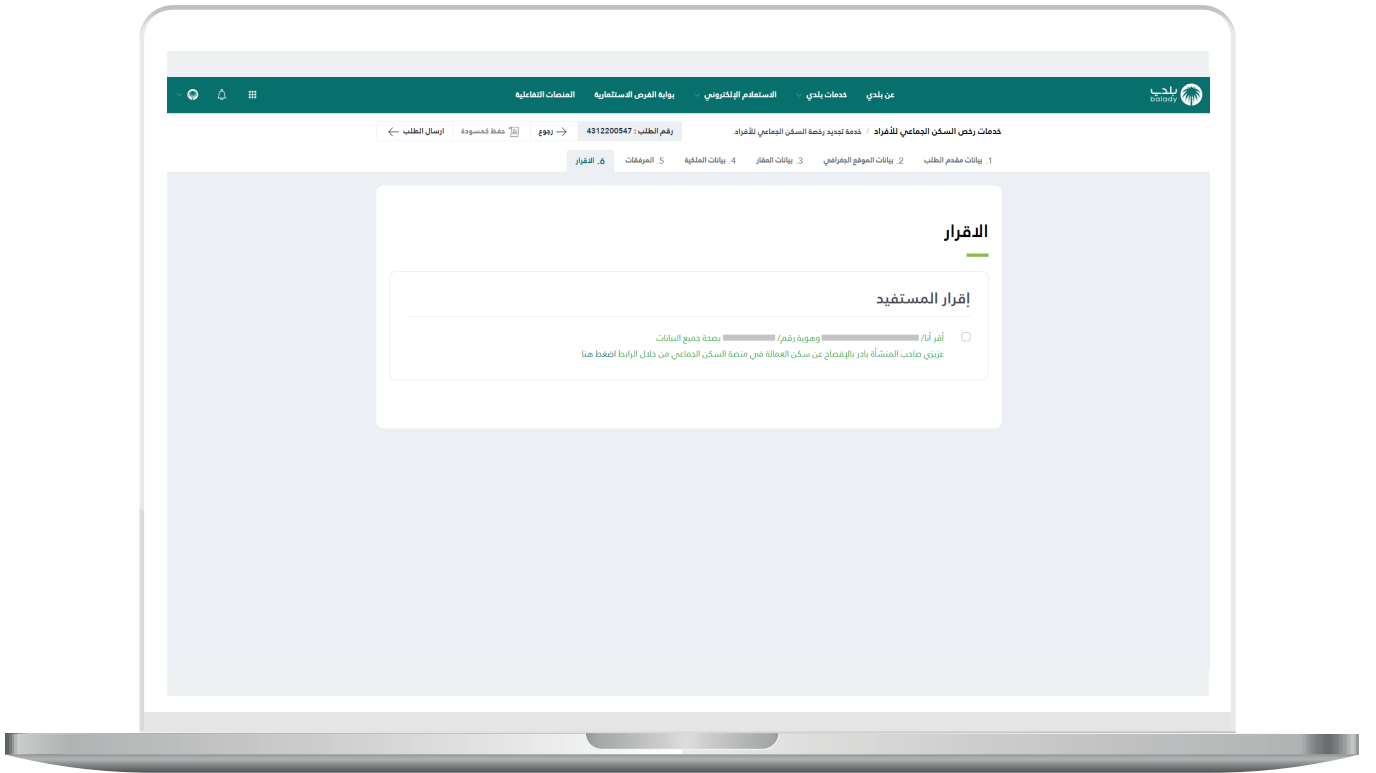 بلدي
balady
عن بلدي خدمات بلدي الاستعلام الإلكتروني بوابة الفرص الاستثمارية المنصات التفاعلية
خدمات رخص السكن الجماعي للأفراد / خدمة تجديد رخصة السكن الجماعي للأفراد رقم الطلب : 4312200547 رجوع حفظ كمسودة ارسال الطلب
1. بيانات مقدم الطلب 2. بيانات الموقع الجغرافي 3. بيانات العقار 4. بيانات الملكية 5. المرفقات 6. الاقرار
الاقرار
إقرار المستفيد
أقر أنا/ وهوية رقم/ بصحة جميع البيانات
عزيزي صاحب المنشأة بادر بالإفصاح عن سكن العمالة في منصة السكن الجماعي من خلال الرابط اضغط هنا